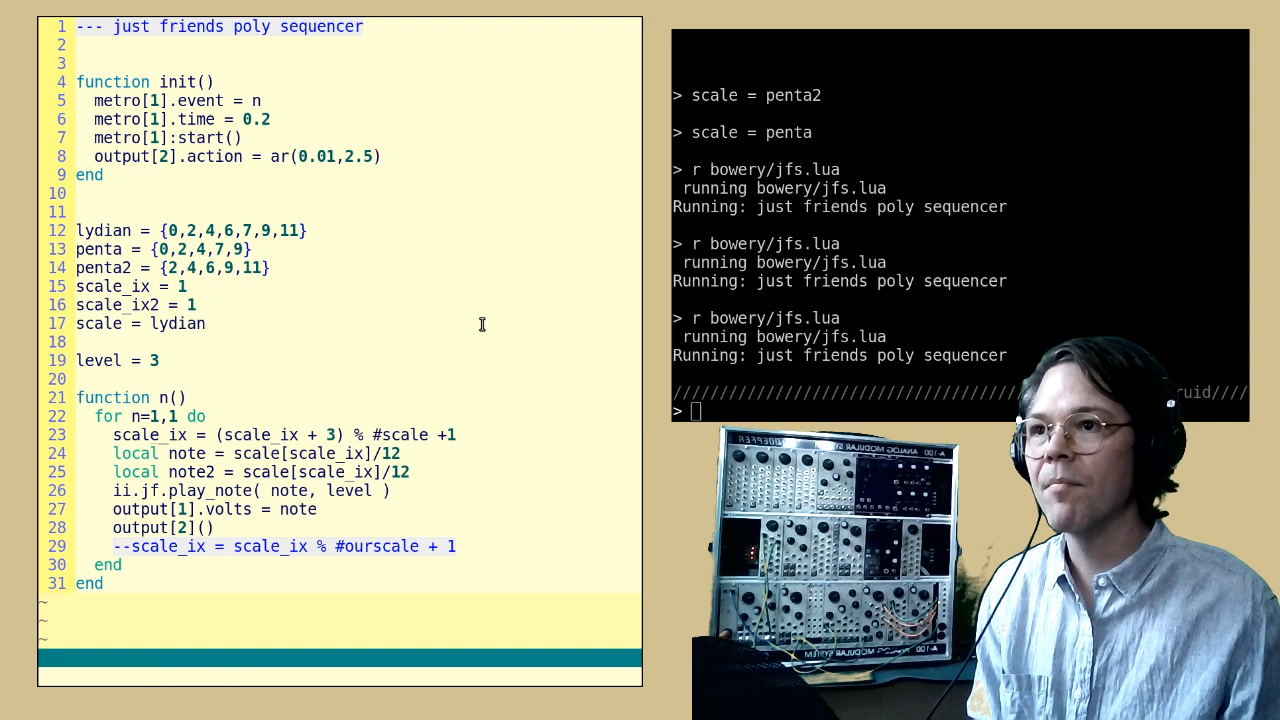 1 --- just friends poly sequencer
2
3
4 function init()
5   metro[1].event = n
6   metro[1].time = 0.2
7   metro[1]:start()
8   output[2].action = ar(0.01,2.5)
9 end
10
11
12 lydian = {0,2,4,6,7,9,11}
13 penta = {0,2,4,7,9}
14 penta2 = {2,4,6,9,11}
15 scale_ix = 1
16 scale_ix2 = 1
17 scale = lydian
18
19 level = 3
20
21 function n()
22   for n=1,1 do
23     scale_ix = (scale_ix + 3) % #scale +1
24     local note = scale[scale_ix]/12
25     local note2 = scale[scale_ix]/12
26     ii.jf.play_note( note, level )
27     output[1].volts = note
28     output[2]()
29     --scale_ix = scale_ix % #ourscale + 1
30   end
31 end
~
~
~
> scale = penta2
> scale = penta
> r bowery/jfs.lua
 running bowery/jfs.lua
Running: just friends poly sequencer
> r bowery/jfs.lua
 running bowery/jfs.lua
Running: just friends poly sequencer
> r bowery/jfs.lua
 running bowery/jfs.lua
Running: just friends poly sequencer
///////////////////////////////////// ruid////
>
DOEPFER
ANALOG MODULAR SYSTEM A-100
A-100 ANALOG MODULAR SYSTEM